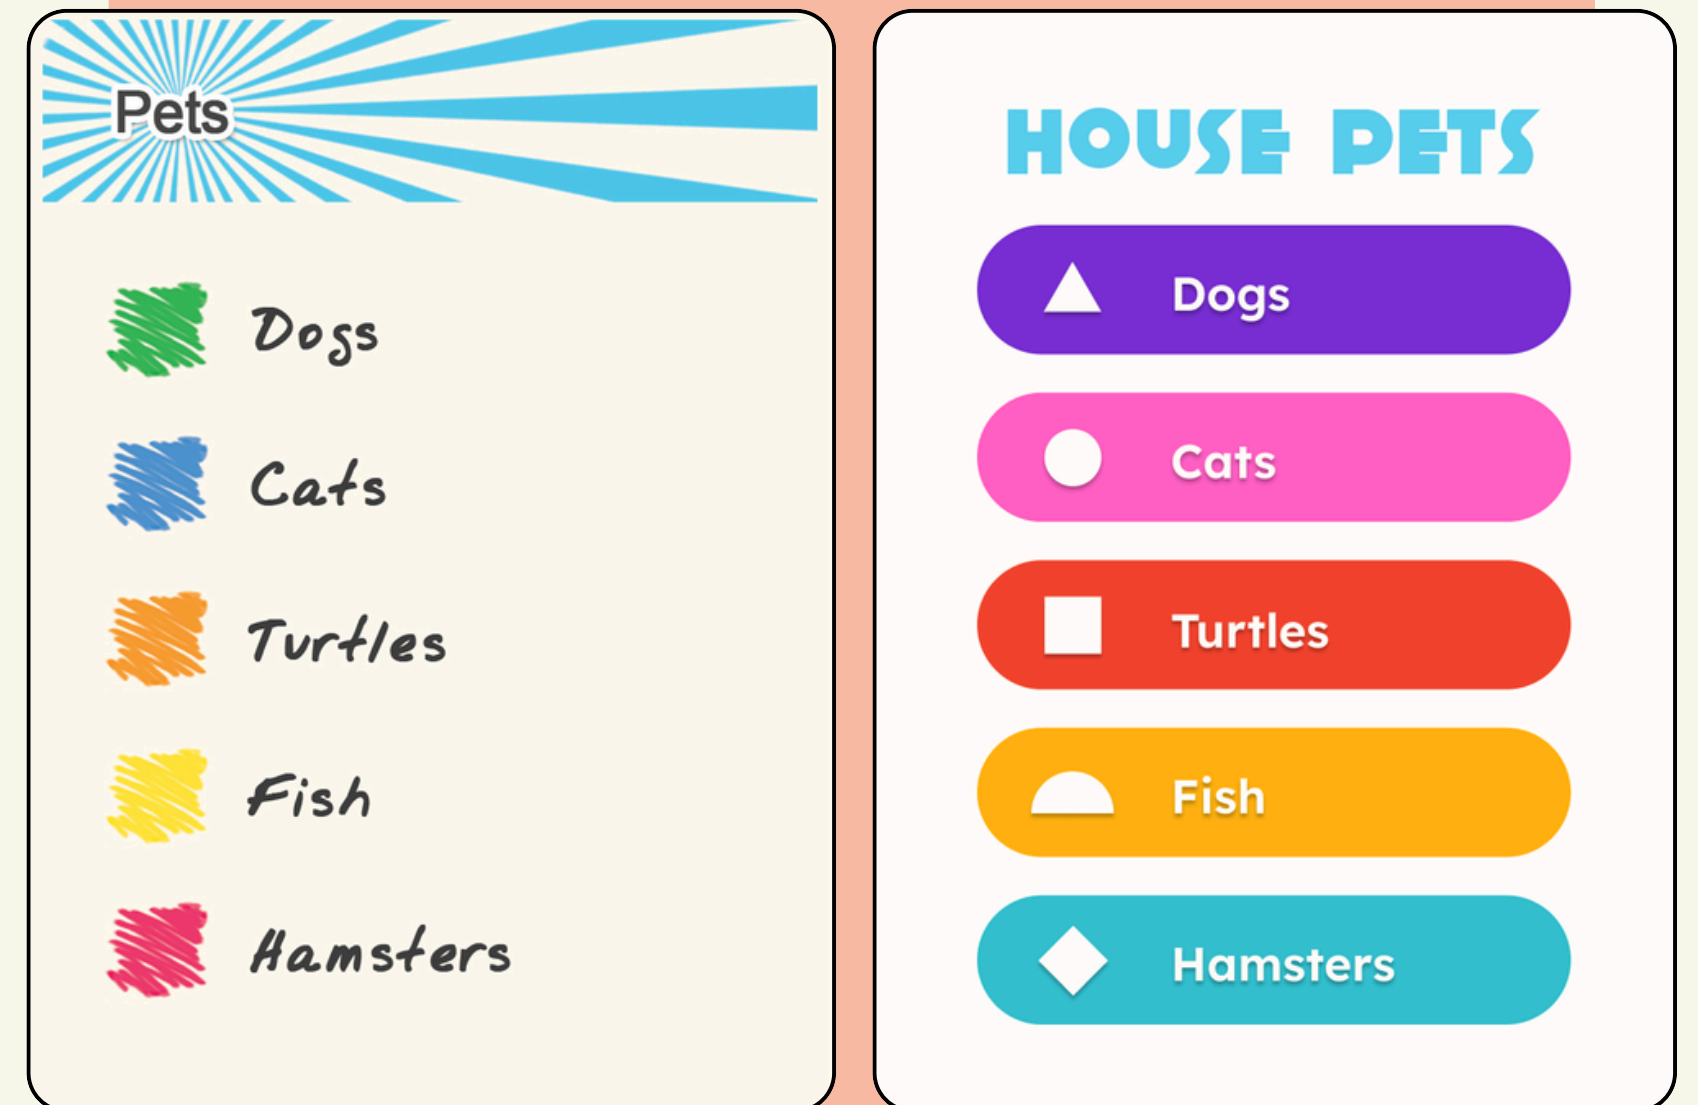 Pets
Dogs
Cats
Turtles
Fish
Hamsters
HOUSE PETS
Dogs
Cats
Turtles
Fish
Hamsters